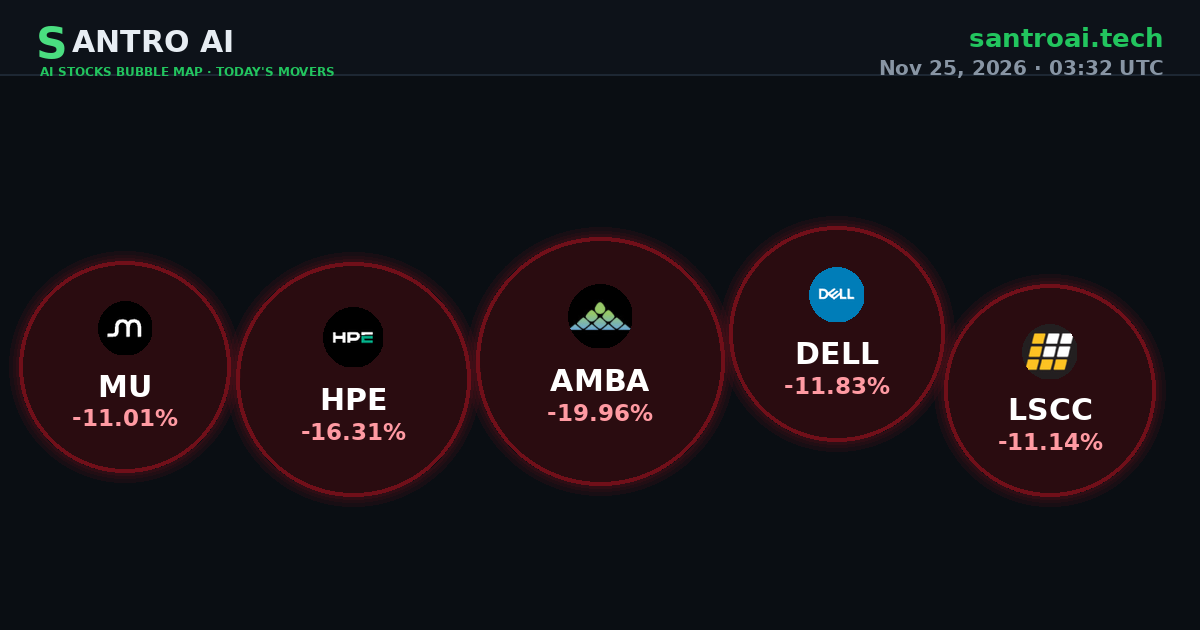 SANTRO AI
AI STOCKS BUBBLE MAP · TODAY'S MOVERS
santroai.tech
Nov 25, 2026 · 03:32 UTC
MU
-11.01%
HPE
HPE
-16.31%
AMBA
-19.96%
DELL
DELL
-11.83%
LSCC
-11.14%